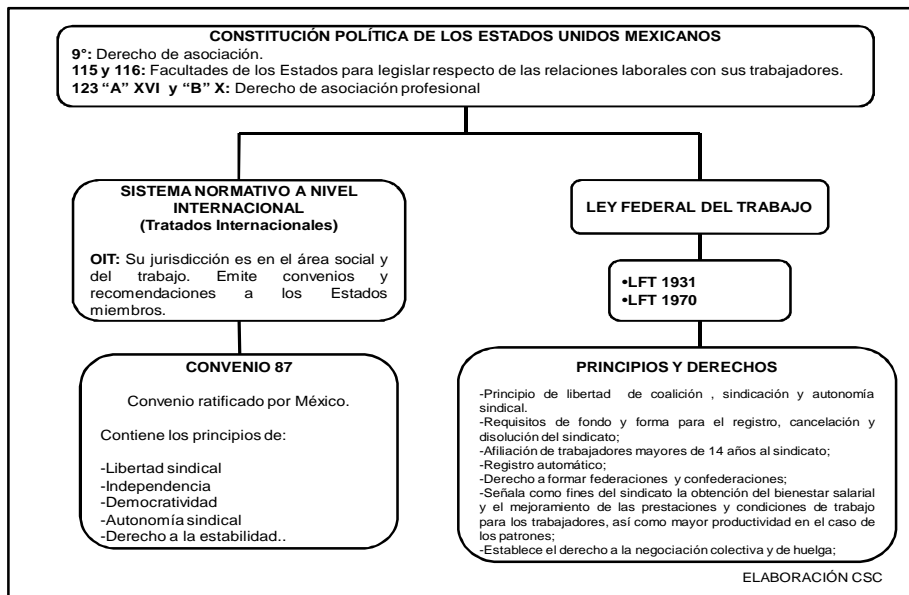 CONSTITUCIÓN POLÍTICA DE LOS ESTADOS UNIDOS MEXICANOS
9°: Derecho de asociación.
115 y 116: Facultades de los Estados para legislar respecto de las relaciones laborales con sus trabajadores.
123 “A” XVI y “B” X: Derecho de asociación profesional
SISTEMA NORMATIVO A NIVEL
INTERNACIONAL
(Tratados Internacionales)
OIT: Su jurisdicción es en el área social y
del trabajo. Emite convenios y
recomendaciones a los Estados
miembros.
CONVENIO 87
Convenio ratificado por México.
Contiene los principios de:
-Libertad sindical
-Independencia
-Democratividad
-Autonomía sindical
-Derecho a la estabilidad..
LEY FEDERAL DEL TRABAJO
•LFT 1931
•LFT 1970
PRINCIPIOS Y DERECHOS
-Principio de libertad de coalición , sindicación y autonomía
sindical.
-Requisitos de fondo y forma para el registro, cancelación y
disolución del sindicato;
-Afiliación de trabajadores mayores de 14 años al sindicato;
-Registro automático;
-Derecho a formar federaciones y confederaciones;
-Señala como fines del sindicato la obtención del bienestar salarial
y el mejoramiento de las prestaciones y condiciones de trabajo
para los trabajadores, así como mayor productividad en el caso de
los patrones;
-Establece el derecho a la negociación colectiva y de huelga;
ELABORACIÓN CSC